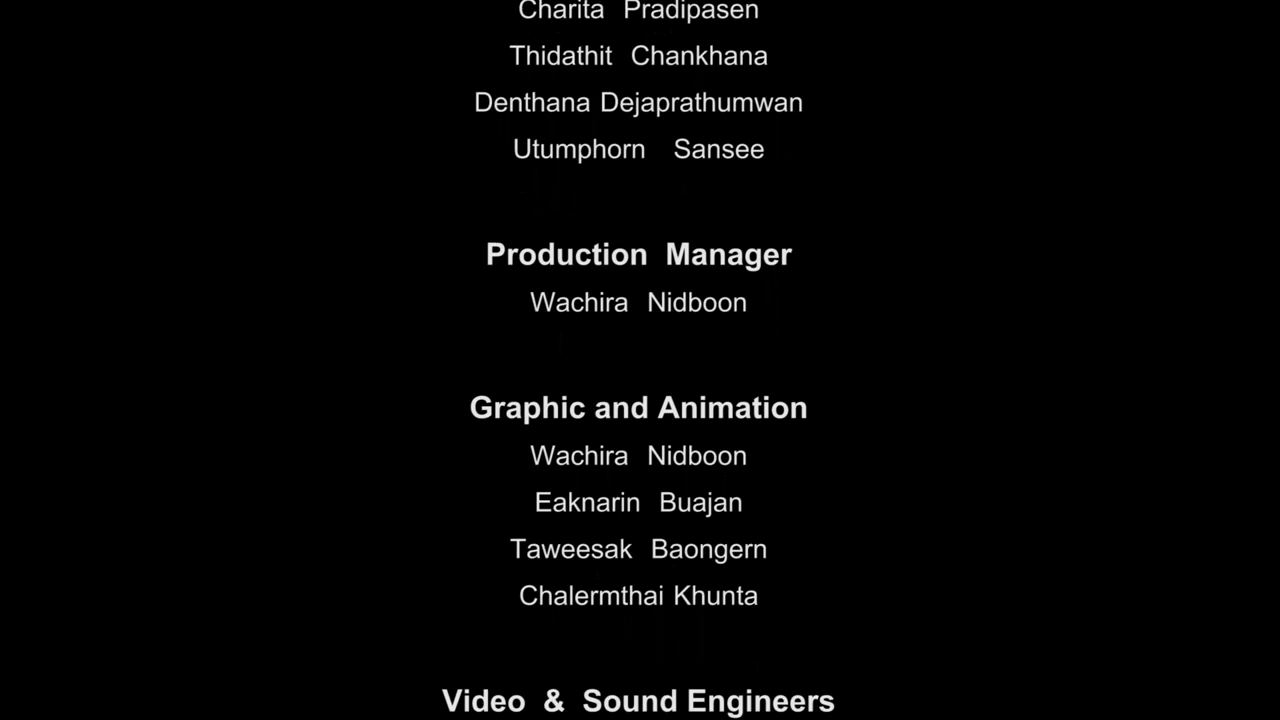 Charita Pradipasen
Thidathit Chankhana
Denthana Dejaprathumwan
Utumphorn Sansee
Production Manager
Wachira Nidboon
Graphic and Animation
Wachira Nidboon
Eaknarin Buajan
Taweesak Baongern
Chalermthai Khunta
Video & Sound Engineers